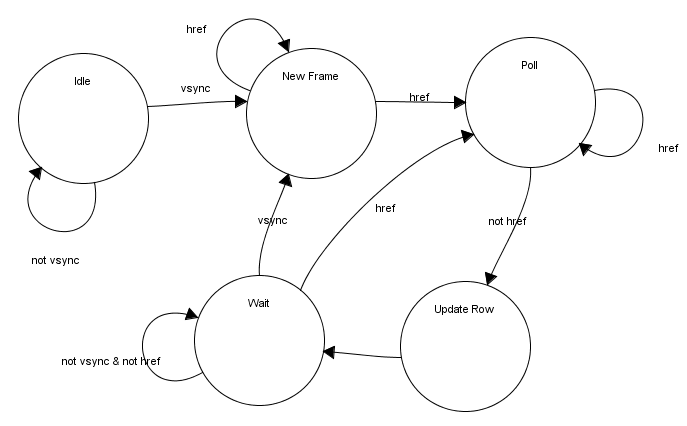 href
Idle
New Frame
Poll
vsync
href
href
not vsync
vsync
href
not href
Wait
Update Row
not vsync & not href